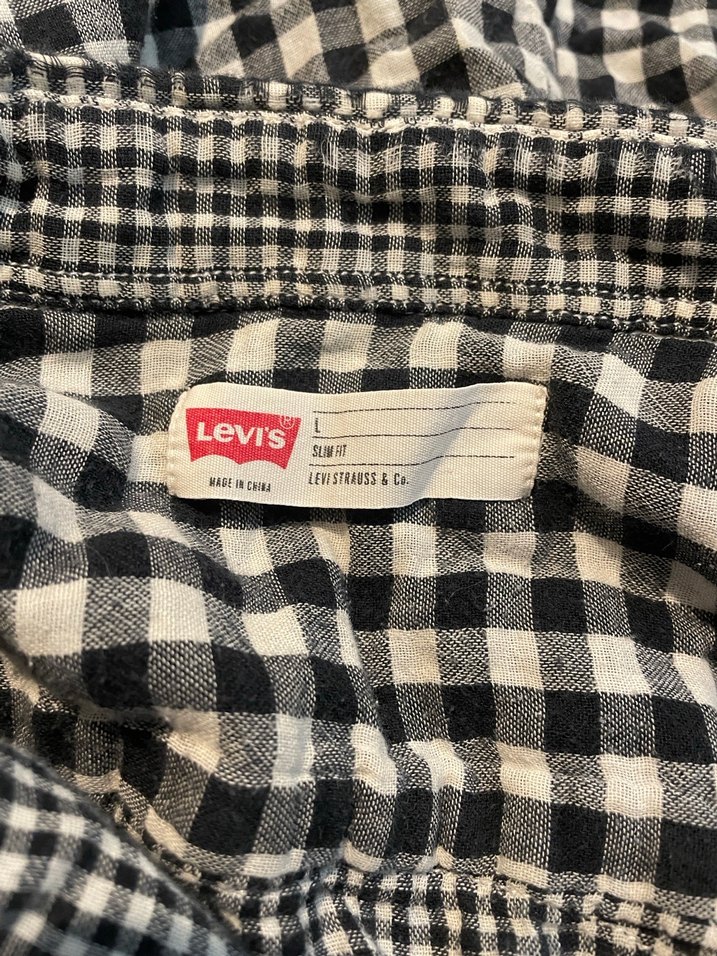 Levi's®
L
SLIM FIT
LEVI STRAUSS & Co.
MADE IN CHINA